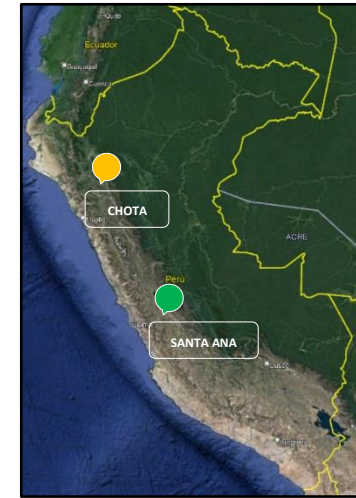 Quito
Ecuador
Guayaquil
Cuenca
CHOTA
Trujillo
ACRE
Perú
Lima
SANTA ANA
Cusco
Arequipa